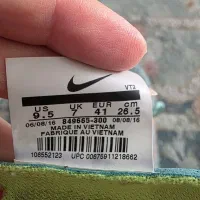 VT3
US UK EUR cm
9.5 7 41 26.5
06/08/16 849685-300 08/08/16
MADE IN VIETNAM
FABRIQUE AU VIETNAM
108552123 UPC 00675911218662